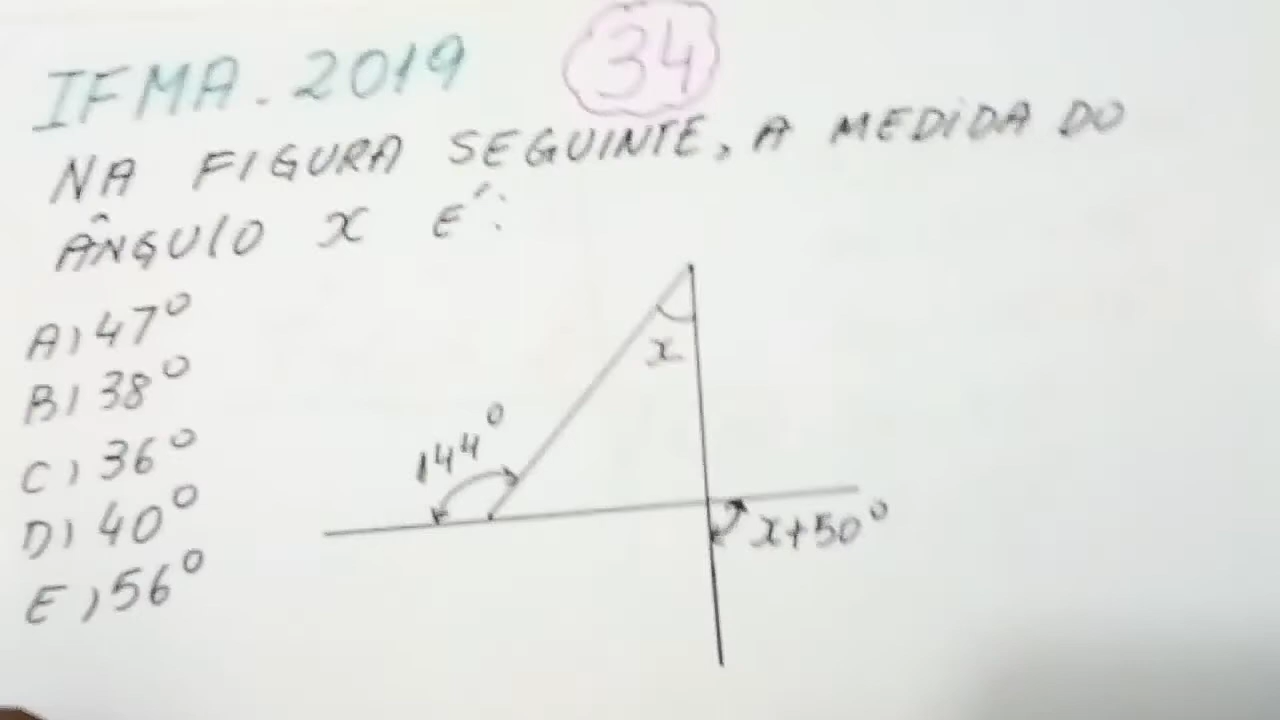 IFMA. 2019
34
NA FIGURA SEGUINTE, A MEDIDA DO
ÂNGULO x É:
A) 47°
B) 38°
C) 36°
D) 40°
E) 56°
x
144°
x+50°